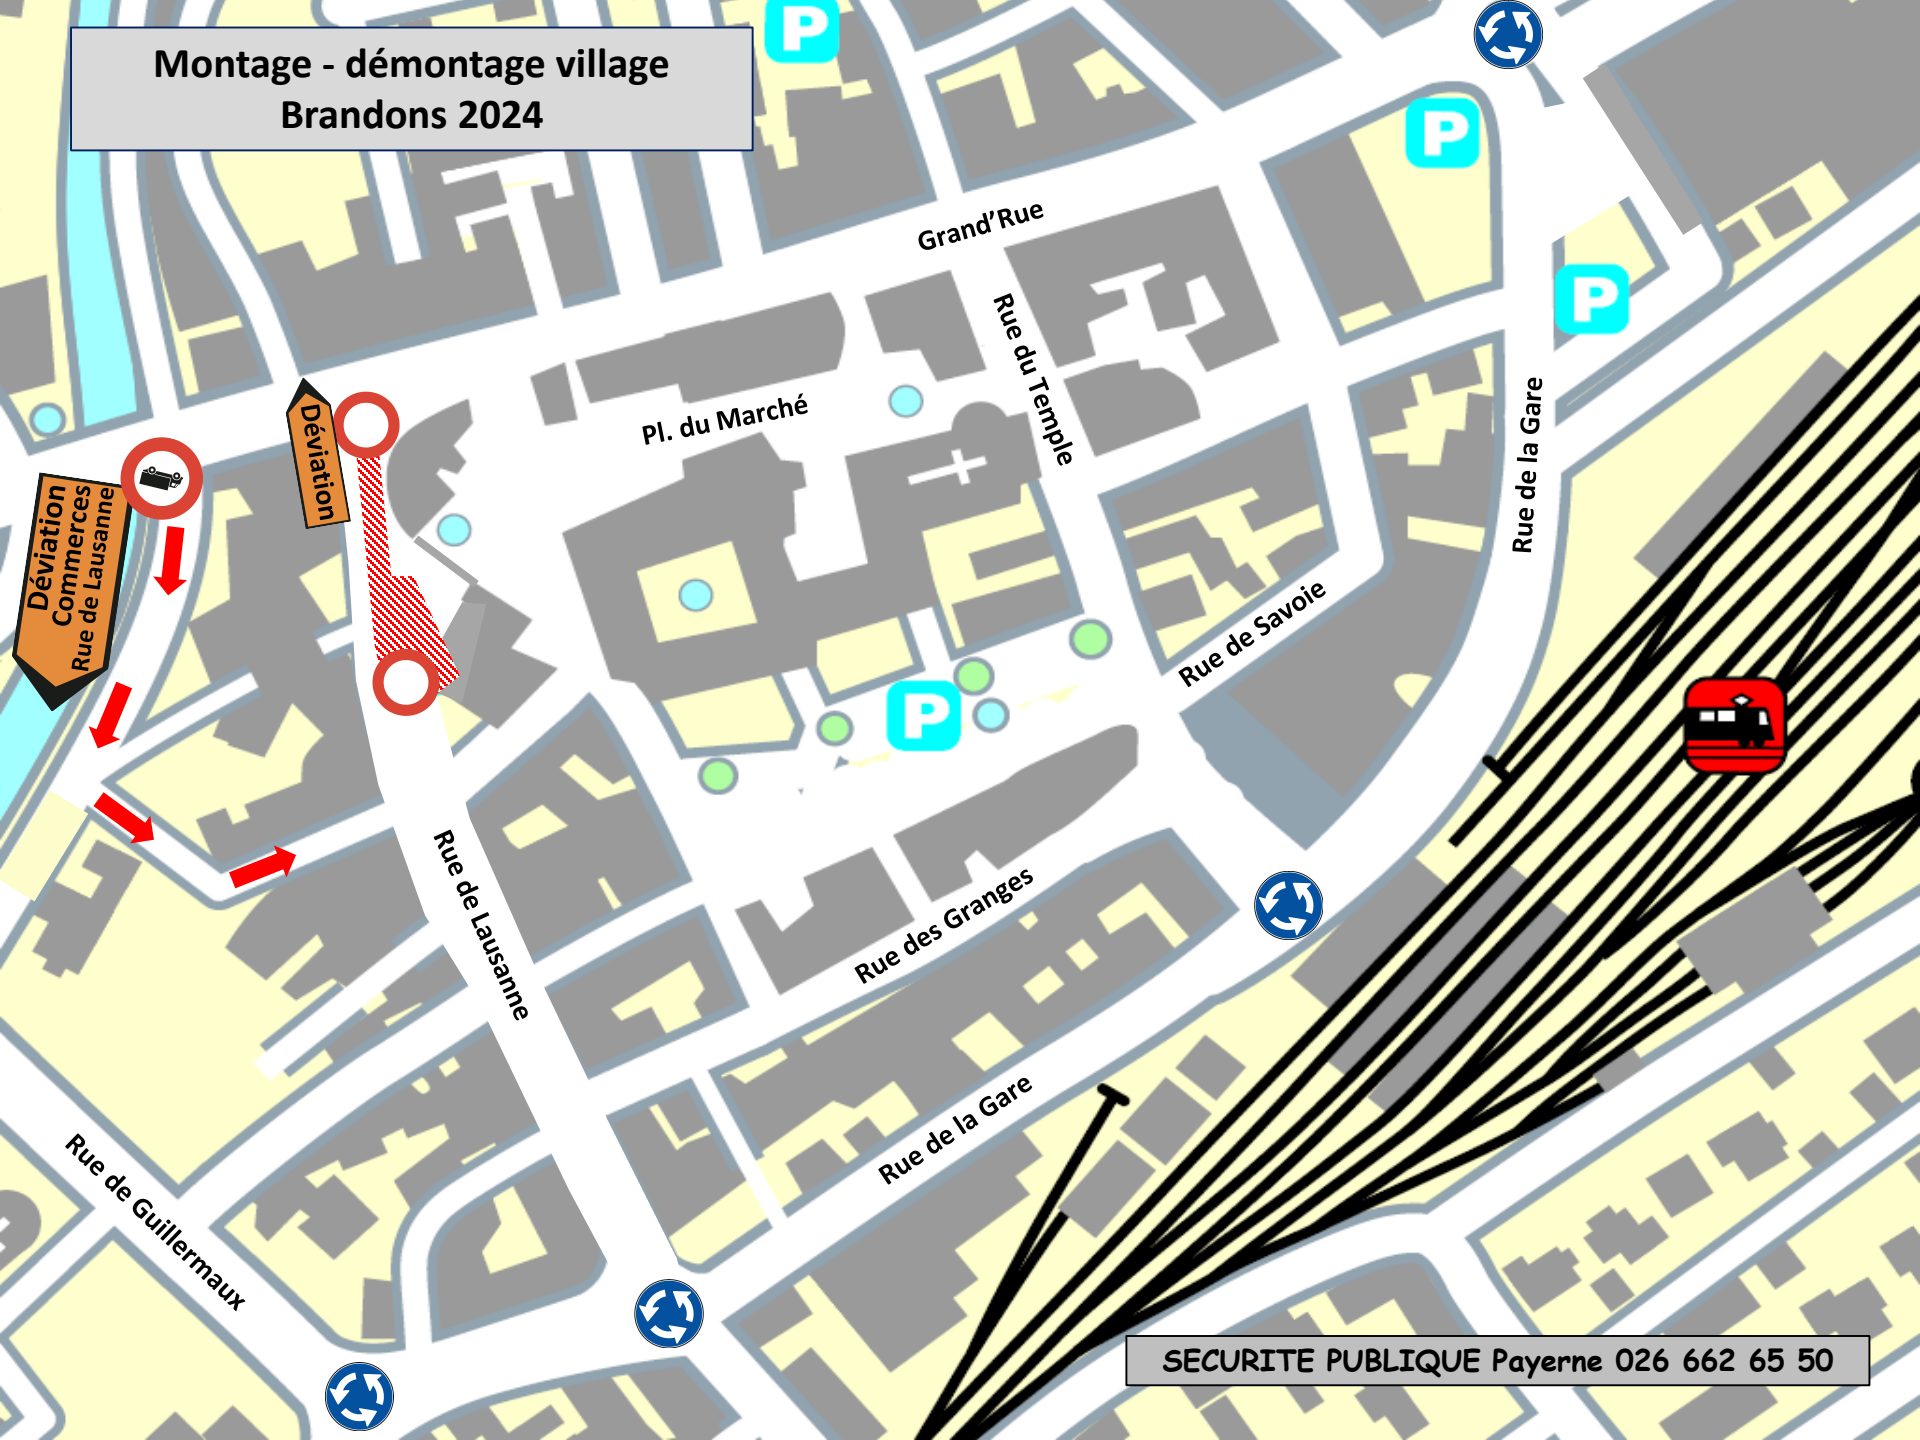 Montage - démontage village
Brandons 2024
P
P
P
Grand'Rue
Rue du Temple
Pl. du Marché
Rue de la Gare
Déviation
Déviation
Commerces
Rue de Lausanne
Rue de Savoie
P
Rue de Lausanne
Rue des Granges
Rue de la Gare
Rue de Guillermaux
SECURITE PUBLIQUE Payerne 026 662 65 50